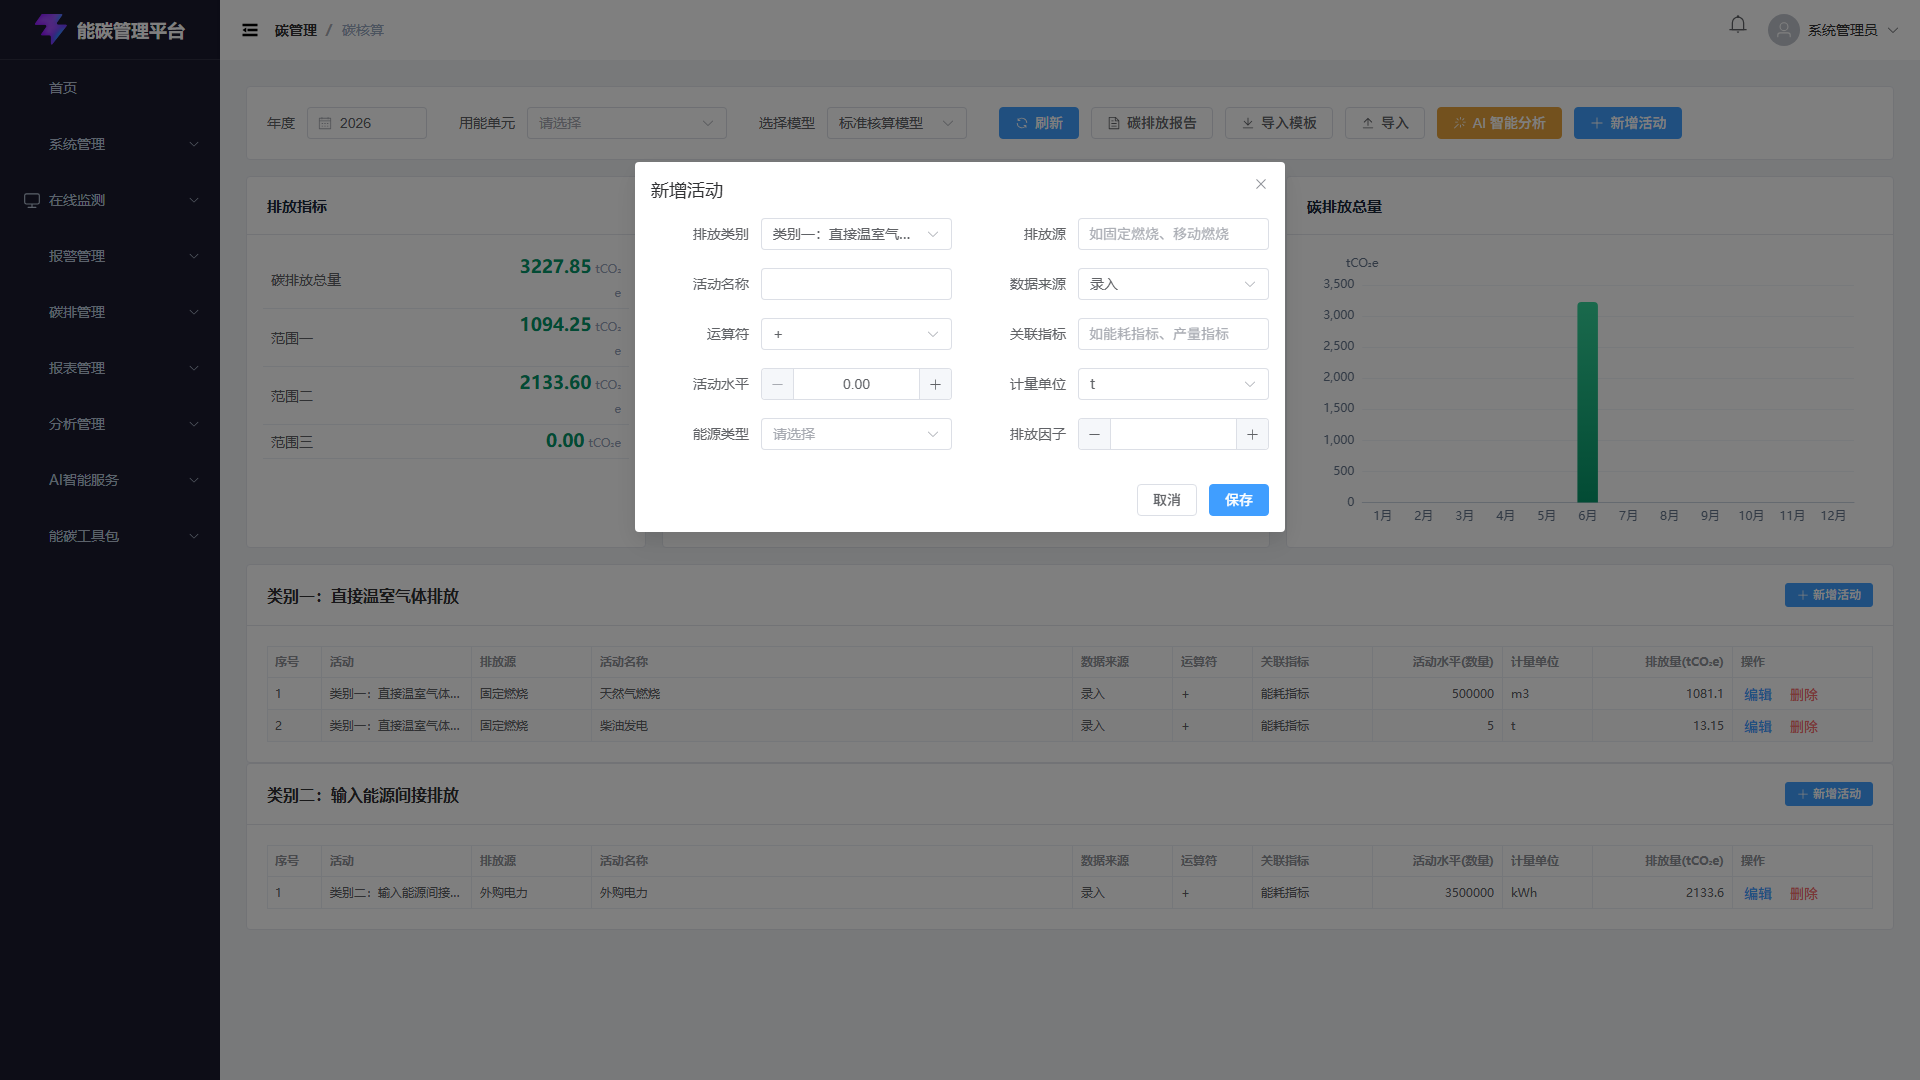 能碳管理平台
碳管理 / 碳核算
系统管理员
首页
系统管理
在线监测
报警管理
碳排管理
报表管理
分析管理
AI智能服务
能碳工具包
年度 2026 用能单元 请选择 选择模型 标准核算模型 刷新 碳排放报告 导入模板 导入 AI 智能分析 新增活动
排放指标
碳排放总量 3227.85 tCO₂e
范围一 1094.25 tCO₂e
范围二 2133.60 tCO₂e
范围三 0.00 tCO₂e
新增活动
排放类别 类别一：直接温室气... 排放源 如固定燃烧、移动燃烧
活动名称 数据来源 录入
运算符 + 关联指标 如能耗指标、产量指标
活动水平 0.00 计量单位 t
能源类型 请选择 排放因子
取消 保存
碳排放总量
tCO₂e
3,500
3,000
2,500
2,000
1,500
1,000
500
0
1月 2月 3月 4月 5月 6月 7月 8月 9月 10月 11月 12月
类别一：直接温室气体排放 新增活动
序号 活动 排放源 活动名称 数据来源 运算符 关联指标 活动水平(数量) 计量单位 排放量(tCO₂e) 操作
1 类别一：直接温室气体... 固定燃烧 天然气燃烧 录入 + 能耗指标 500000 m3 1081.1 编辑 删除
2 类别一：直接温室气体... 固定燃烧 柴油发电 录入 + 能耗指标 5 t 13.15 编辑 删除
类别二：输入能源间接排放 新增活动
序号 活动 排放源 活动名称 数据来源 运算符 关联指标 活动水平(数量) 计量单位 排放量(tCO₂e) 操作
1 类别二：输入能源间接... 外购电力 外购电力 录入 + 能耗指标 3500000 kWh 2133.6 编辑 删除